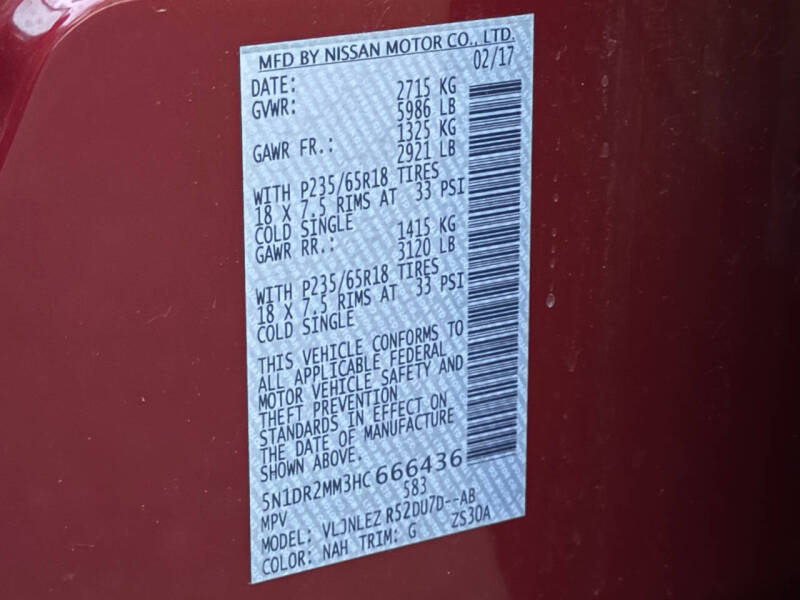 MFD BY NISSAN MOTOR CO., LTD.
DATE: 02/17
GVWR: 2715 KG
5986 LB
GAWR FR.: 1325 KG
2921 LB
WITH P235/65R18 TIRES
18 X 7.5 RIMS AT 33 PSI
COLD SINGLE
GAWR RR.: 1415 KG
3120 LB
WITH P235/65R18 TIRES
18 X 7.5 RIMS AT 33 PSI
COLD SINGLE
THIS VEHICLE CONFORMS TO
ALL APPLICABLE FEDERAL
MOTOR VEHICLE SAFETY AND
THEFT PREVENTION
STANDARDS IN EFFECT ON
THE DATE OF MANUFACTURE
SHOWN ABOVE.
5N1DR2MM3HC666436
MPV 583
MODEL: VLJNLEZ R52DU7D--AB
COLOR: NAH TRIM: G ZS30A